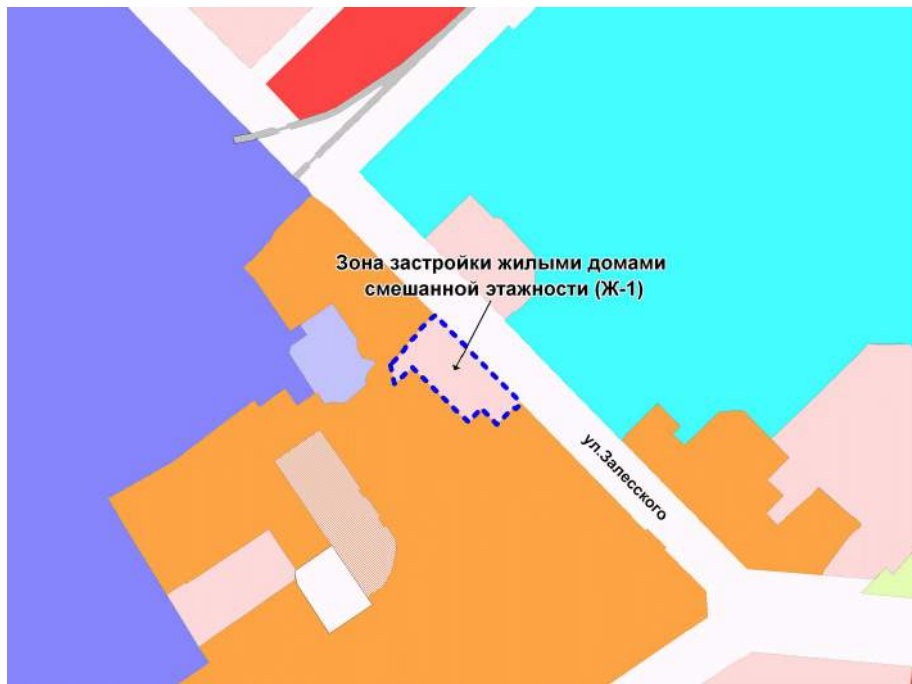 Зона застройки жилыми домами
смешанной этажности (Ж-1)
ул.Залесского